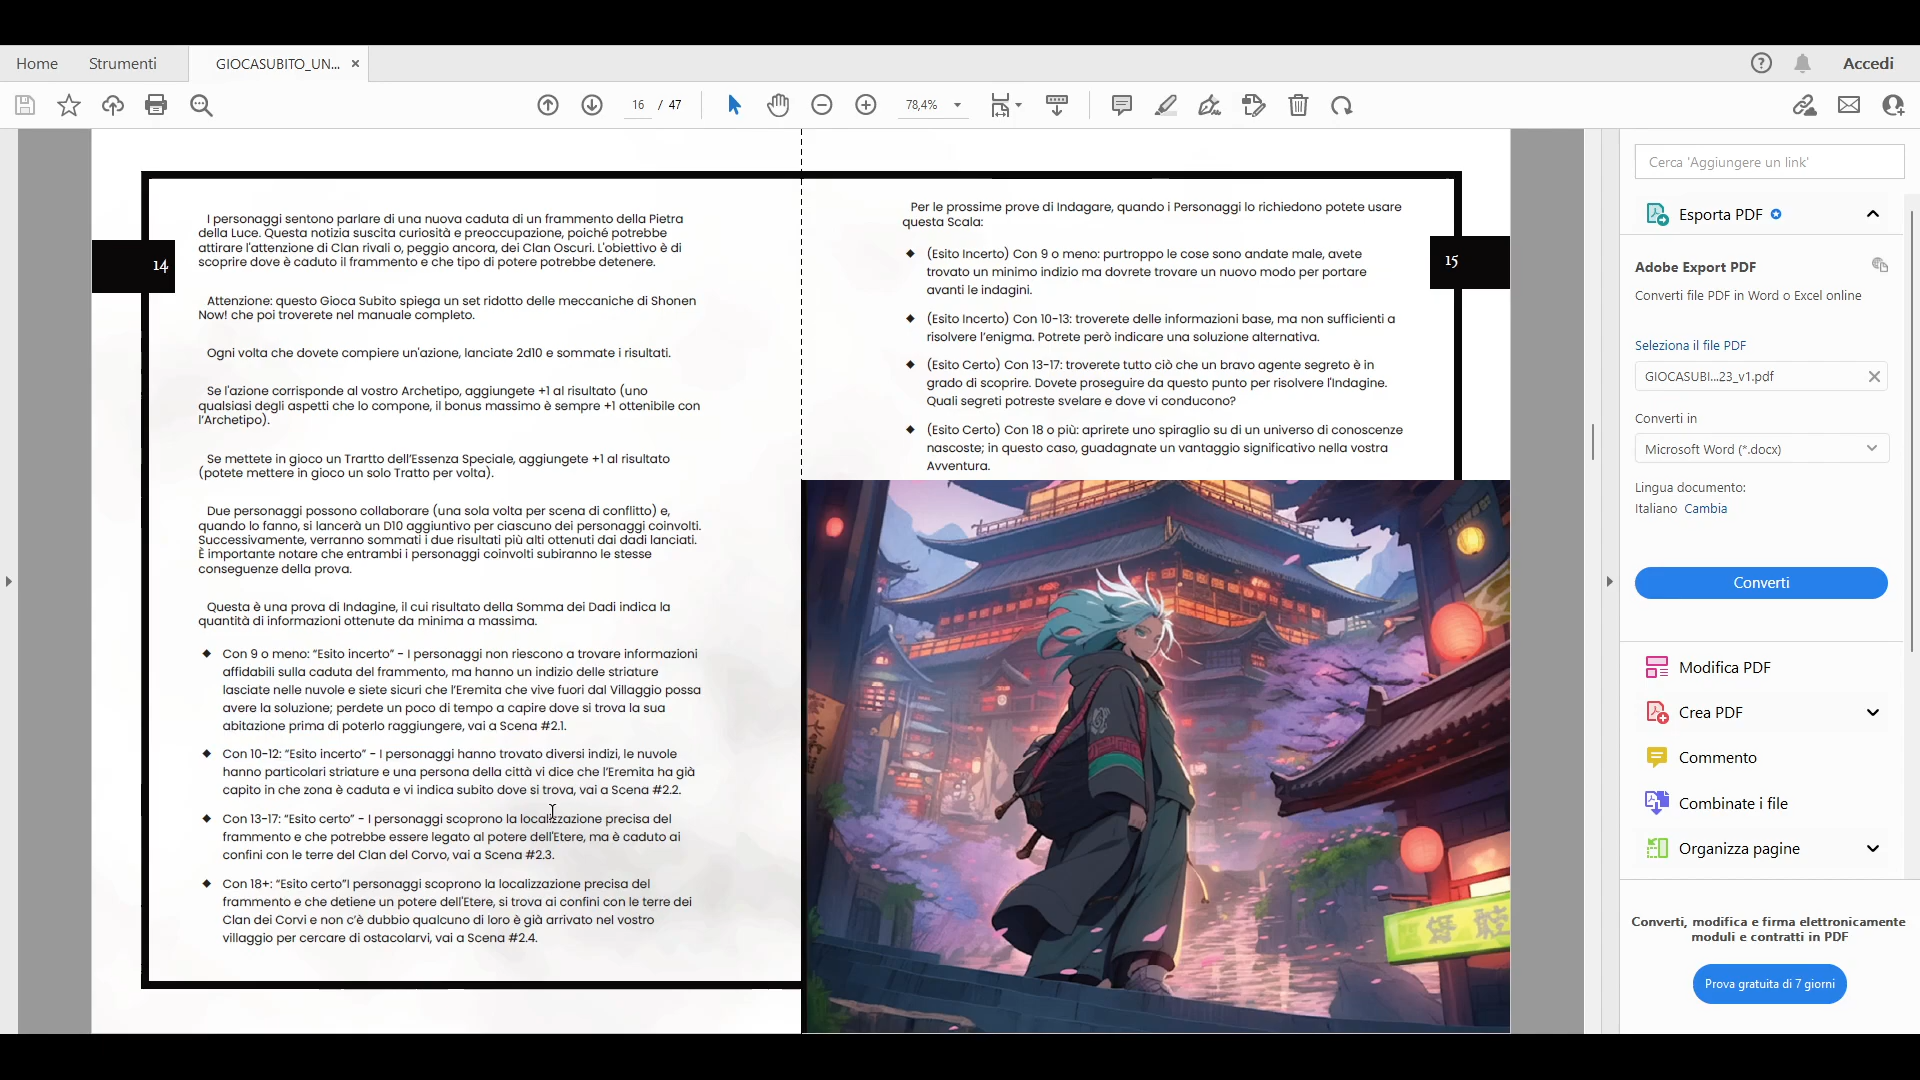 Home
Strumenti
GIOCASUBITO_UN...
Accedi
16 / 47
78,4%
14
I personaggi sentono parlare di una nuova caduta di un frammento della Pietra
della Luce. Questa notizia suscita curiosità e preoccupazione, poiché potrebbe
attirare l'attenzione di Clan rivali o, peggio ancora, dei Clan Oscuri. L'obiettivo è di
scoprire dove è caduto il frammento e che tipo di potere potrebbe detenere.
Attenzione: questo Gioca Subito spiega un set ridotto delle meccaniche di Shonen
Now! che poi troverete nel manuale completo.
Ogni volta che dovete compiere un'azione, lanciate 2d10 e sommate i risultati.
Se l'azione corrisponde al vostro Archetipo, aggiungete +1 al risultato (uno
qualsiasi degli aspetti che lo compone, il bonus massimo è sempre +1 ottenibile con
l'Archetipo).
Se mettete in gioco un Trartto dell'Essenza Speciale, aggiungete +1 al risultato
(potete mettere in gioco un solo Tratto per volta).
Due personaggi possono collaborare (una sola volta per scena di conflitto) e,
quando lo fanno, si lancerà un D10 aggiuntivo per ciascuno dei personaggi coinvolti.
Successivamente, verranno sommati i due risultati più alti ottenuti dai dadi lanciati.
È importante notare che entrambi i personaggi coinvolti subiranno le stesse
conseguenze della prova.
Questa è una prova di Indagine, il cui risultato della Somma dei Dadi indica la
quantità di informazioni ottenute da minima a massima.
◆ Con 9 o meno: “Esito incerto” - I personaggi non riescono a trovare informazioni
affidabili sulla caduta del frammento, ma hanno un indizio delle striature
lasciate nelle nuvole e siete sicuri che l’Eremita che vive fuori dal Villaggio possa
avere la soluzione; perdete un poco di tempo a capire dove si trova la sua
abitazione prima di poterlo raggiungere, vai a Scena #2.1.
◆ Con 10-12: “Esito incerto” - I personaggi hanno trovato diversi indizi, le nuvole
hanno particolari striature e una persona della città vi dice che l’Eremita ha già
capito in che zona è caduta e vi indica subito dove si trova, vai a Scena #2.2.
◆ Con 13-17: “Esito certo” - I personaggi scoprono la localizzazione precisa del
frammento e che potrebbe essere legato al potere dell'Etere, ma è caduto ai
confini con le terre del Clan del Corvo, vai a Scena #2.3.
◆ Con 18+: “Esito certo”I personaggi scoprono la localizzazione precisa del
frammento e che detiene un potere dell'Etere, si trova ai confini con le terre dei
Clan dei Corvi e non c’è dubbio qualcuno di loro è già arrivato nel vostro
villaggio per cercare di ostacolarvi, vai a Scena #2.4.
15
Per le prossime prove di Indagare, quando i Personaggi lo richiedono potete usare
questa Scala:
◆ (Esito Incerto) Con 9 o meno: purtroppo le cose sono andate male, avete
trovato un minimo indizio ma dovrete trovare un nuovo modo per portare
avanti le indagini.
◆ (Esito Incerto) Con 10-13: troverete delle informazioni base, ma non sufficienti a
risolvere l’enigma. Potrete però indicare una soluzione alternativa.
◆ (Esito Certo) Con 13-17: troverete tutto ciò che un bravo agente segreto è in
grado di scoprire. Dovete proseguire da questo punto per risolvere l'Indagine.
Quali segreti potreste svelare e dove vi conducono?
◆ (Esito Certo) Con 18 o più: aprirete uno spiraglio su di un universo di conoscenze
nascoste; in questo caso, guadagnate un vantaggio significativo nella vostra
Avventura.
Cerca 'Aggiungere un link'
Esporta PDF
Adobe Export PDF
Converti file PDF in Word o Excel online
Seleziona il file PDF
GIOCASUBI...23_v1.pdf
Converti in
Microsoft Word (*.docx)
Lingua documento:
Italiano Cambia
Converti
Modifica PDF
Crea PDF
Commento
Combinate i file
Organizza pagine
Converti, modifica e firma elettronicamente
moduli e contratti in PDF
Prova gratuita di 7 giorni